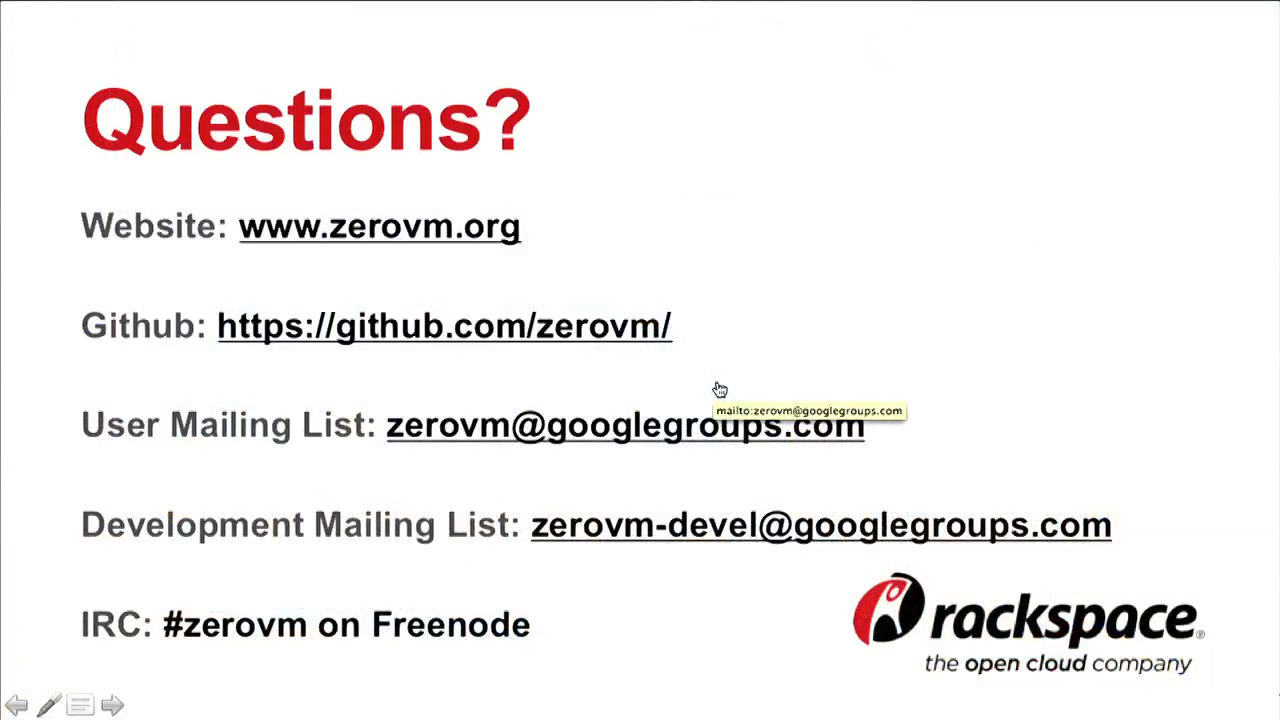 Questions?
Website: www.zerovm.org
Github: https://github.com/zerovm/
mailto:zerovm@googlegroups.com
User Mailing List: zerovm@googlegroups.com
Development Mailing List: zerovm-devel@googlegroups.com
IRC: #zerovm on Freenode
rackspace®
the open cloud company